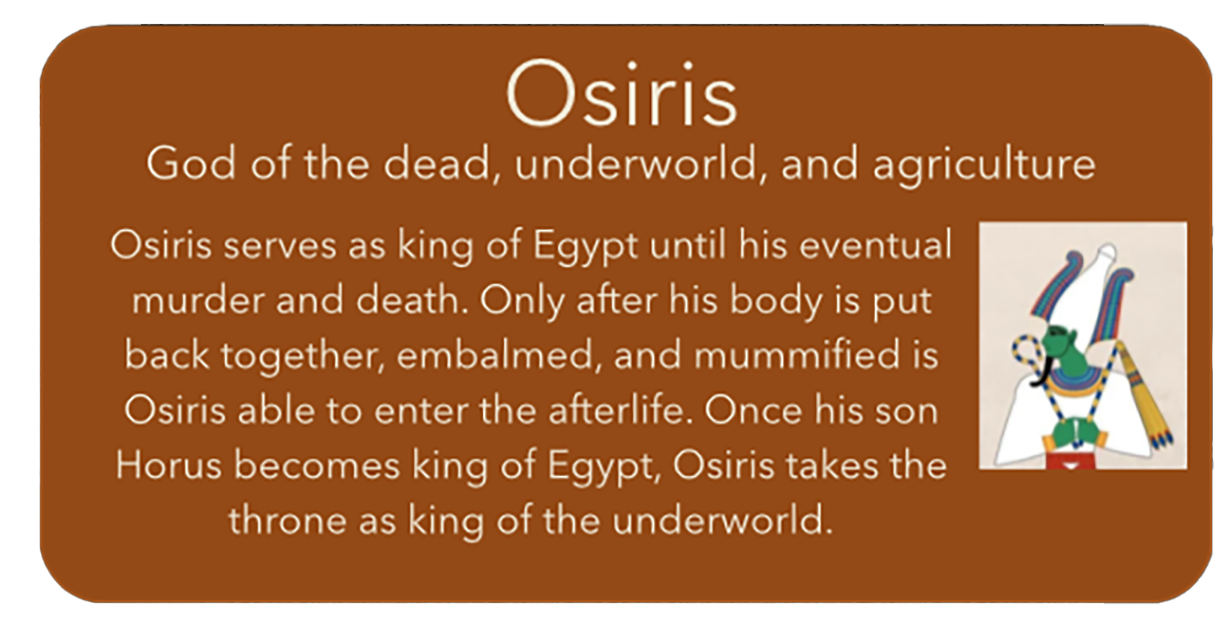 Osiris
God of the dead, underworld, and agriculture
Osiris serves as king of Egypt until his eventual
murder and death. Only after his body is put
back together, embalmed, and mummified is
Osiris able to enter the afterlife. Once his son
Horus becomes king of Egypt, Osiris takes the
throne as king of the underworld.